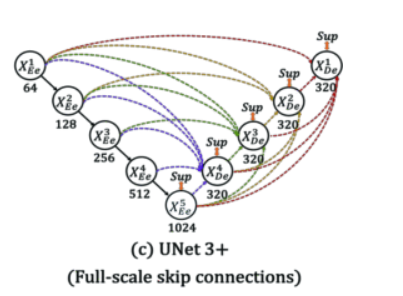 Sup
X¹Ee X¹De
64 320
Sup
X²Ee X²De
128 320
Sup
X³Ee X³De
256 320
Sup
X⁴Ee X⁴De
512 320
Sup
X⁵Ee
1024
(c) UNet 3+
(Full-scale skip connections)